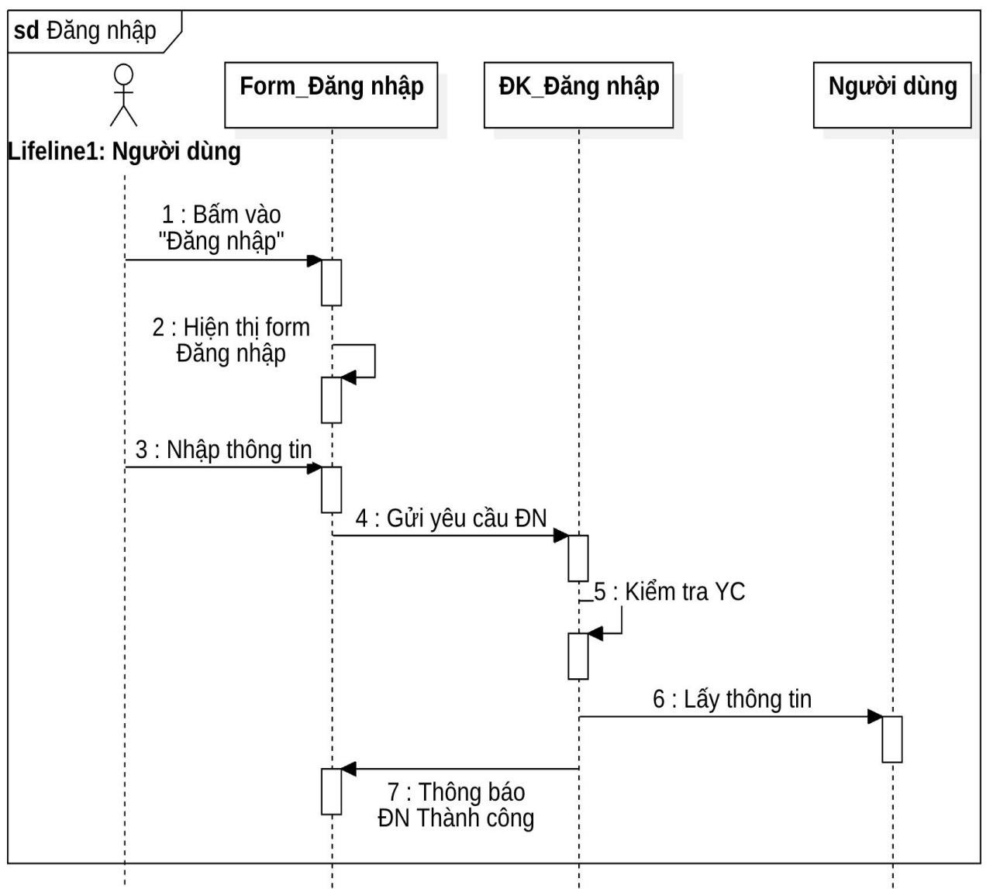 sd Đăng nhập
Form_Đăng nhập
ĐK_Đăng nhập
Người dùng
Lifeline1: Người dùng
1 : Bấm vào
"Đăng nhập"
2 : Hiện thị form
Đăng nhập
3 : Nhập thông tin
4 : Gửi yêu cầu ĐN
5 : Kiểm tra YC
6 : Lấy thông tin
7 : Thông báo
ĐN Thành công